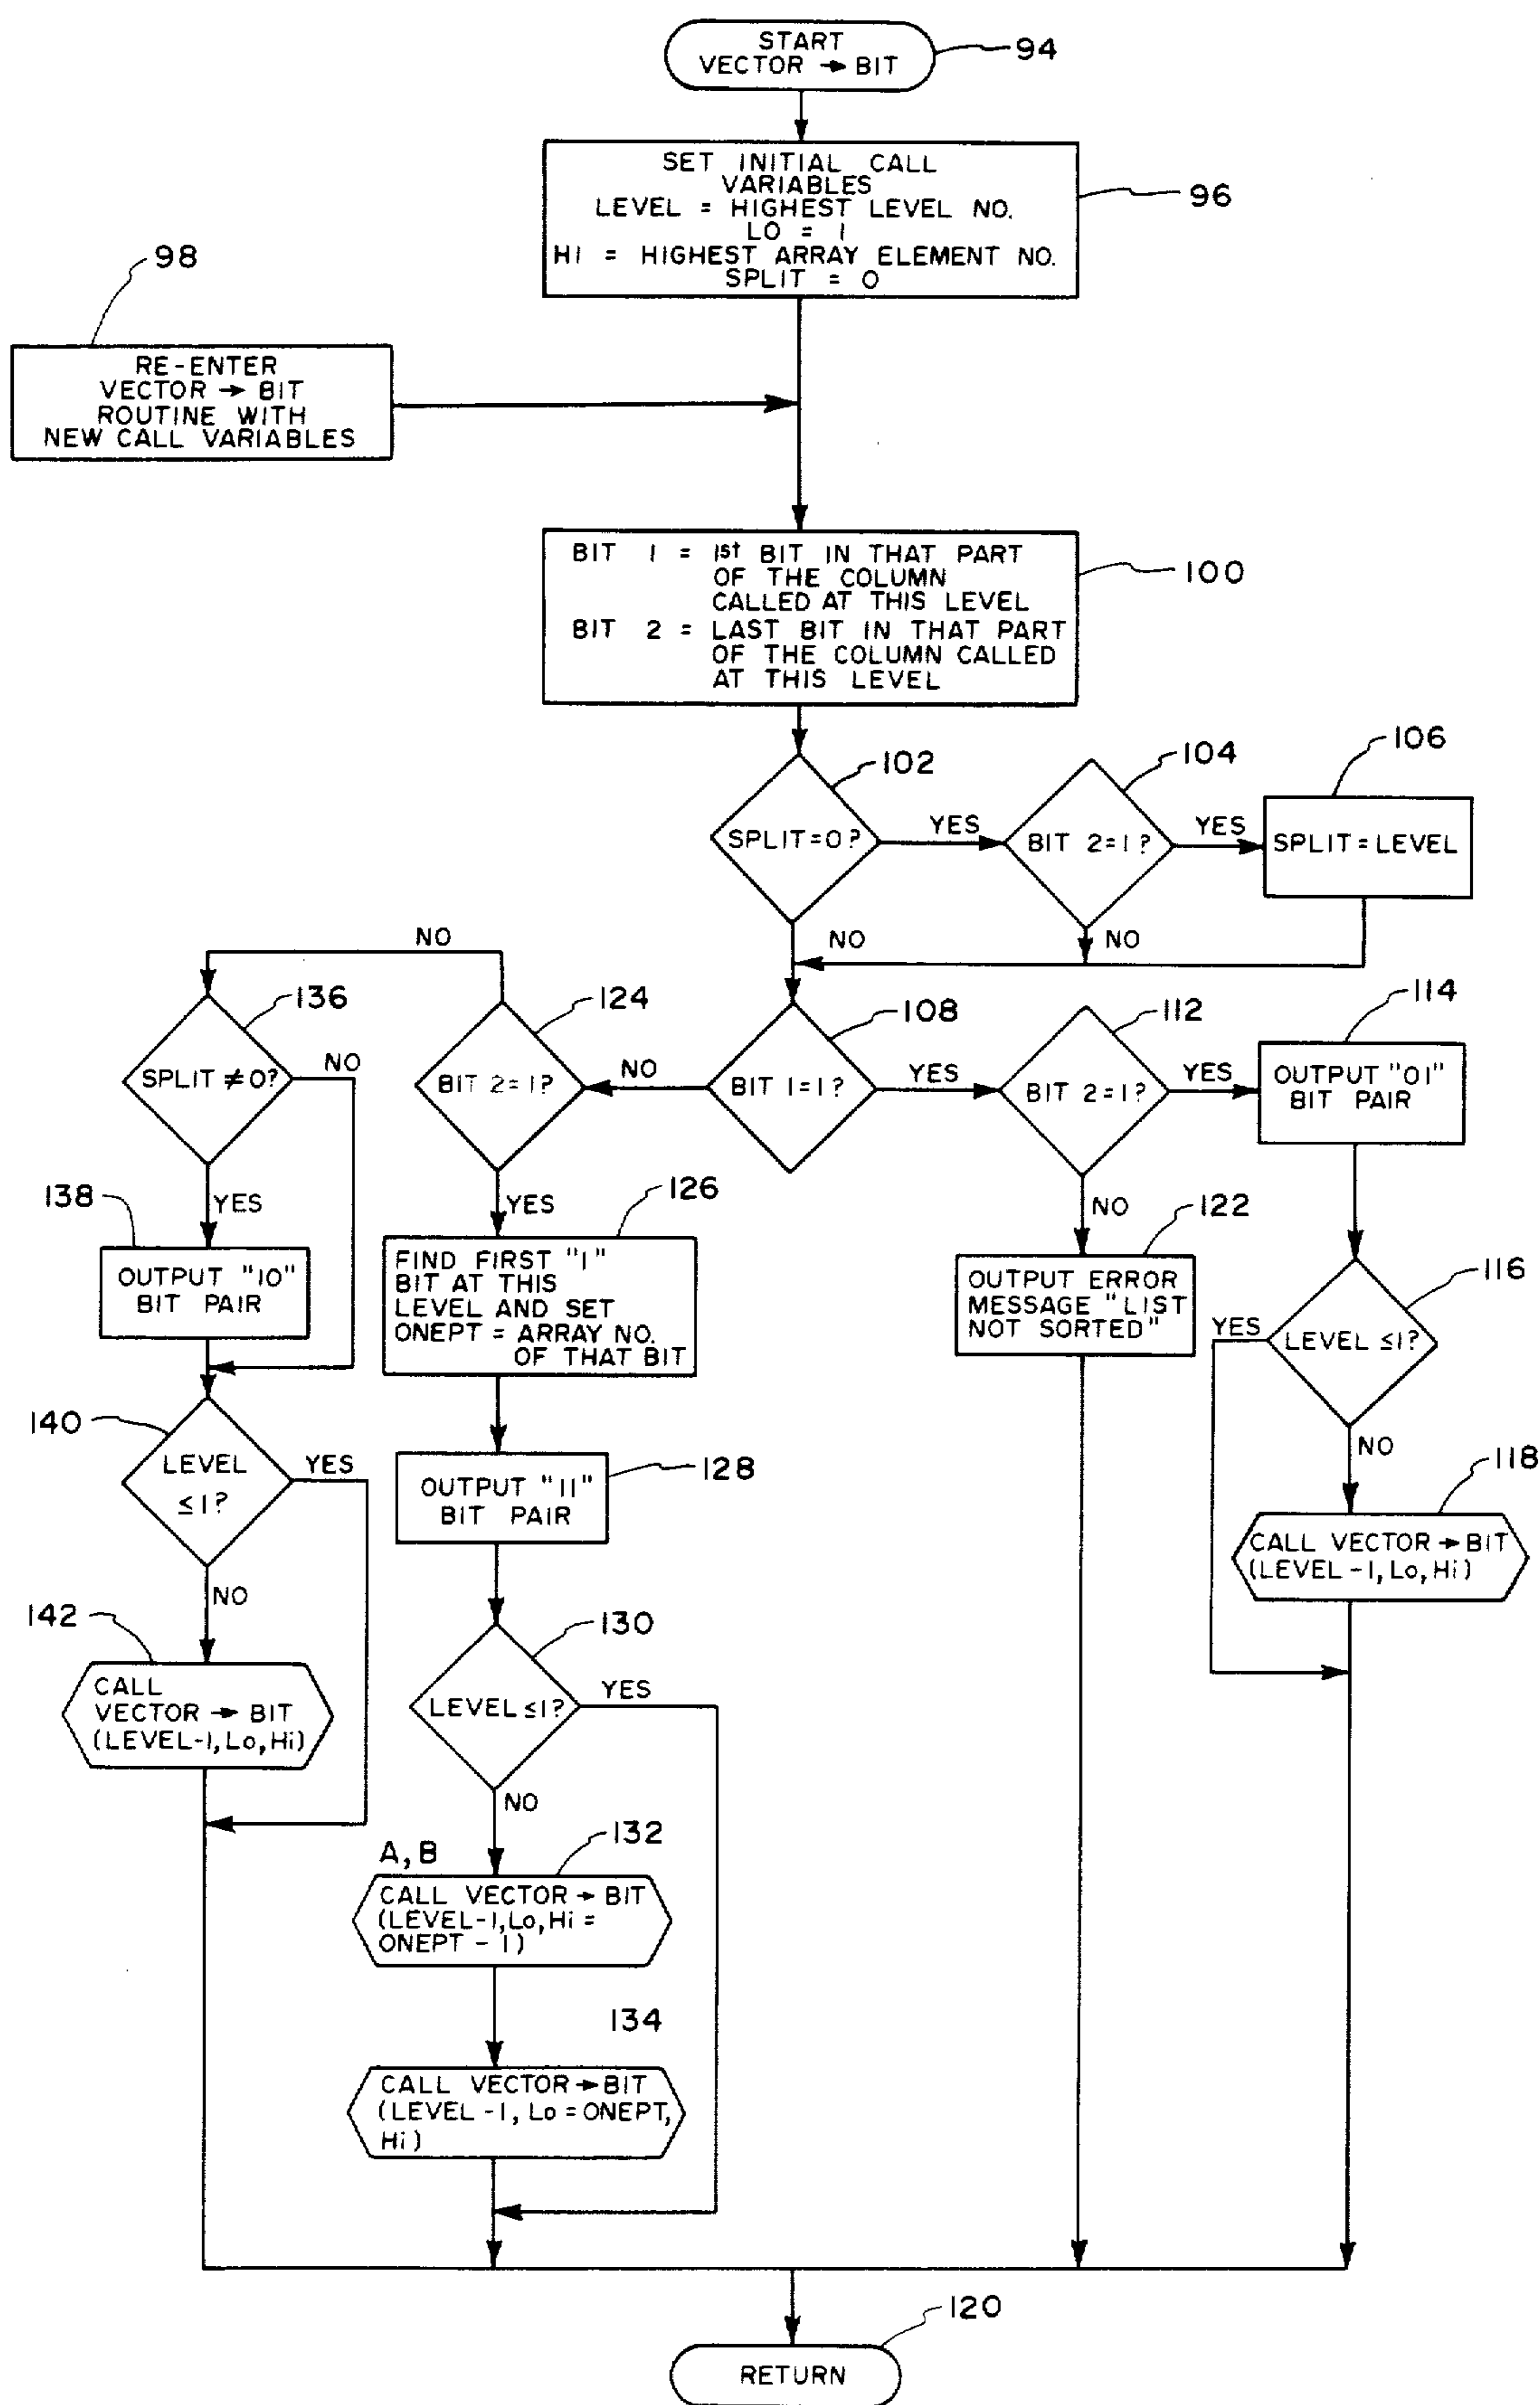 START
VECTOR → BIT
94
SET INITIAL CALL
VARIABLES
LEVEL = HIGHEST LEVEL NO.
LO = 1
HI = HIGHEST ARRAY ELEMENT NO.
SPLIT = 0
96
98
RE-ENTER
VECTOR → BIT
ROUTINE WITH
NEW CALL VARIABLES
BIT 1 = 1st BIT IN THAT PART
OF THE COLUMN
CALLED AT THIS LEVEL
BIT 2 = LAST BIT IN THAT PART
OF THE COLUMN CALLED
AT THIS LEVEL
100
102
SPLIT=0?
YES
NO
104
BIT 2=1?
YES
NO
106
SPLIT=LEVEL
NO
136
SPLIT ≠ 0?
NO
YES
124
BIT 2=1?
YES
NO
108
BIT 1=1?
YES
112
BIT 2=1?
YES
NO
114
OUTPUT "01"
BIT PAIR
138
OUTPUT "10"
BIT PAIR
126
FIND FIRST "1"
BIT AT THIS
LEVEL AND SET
ONEPT = ARRAY NO.
OF THAT BIT
122
OUTPUT ERROR
MESSAGE "LIST
NOT SORTED"
116
YES
LEVEL ≤1?
NO
140
LEVEL
≤1?
YES
NO
128
OUTPUT "11"
BIT PAIR
118
CALL VECTOR → BIT
(LEVEL-1, Lo, Hi)
142
CALL
VECTOR → BIT
(LEVEL-1, Lo, Hi)
130
LEVEL ≤1?
YES
NO
A, B
132
CALL VECTOR → BIT
(LEVEL-1, Lo, Hi =
ONEPT - 1)
134
CALL VECTOR → BIT
(LEVEL-1, Lo = ONEPT,
Hi)
120
RETURN